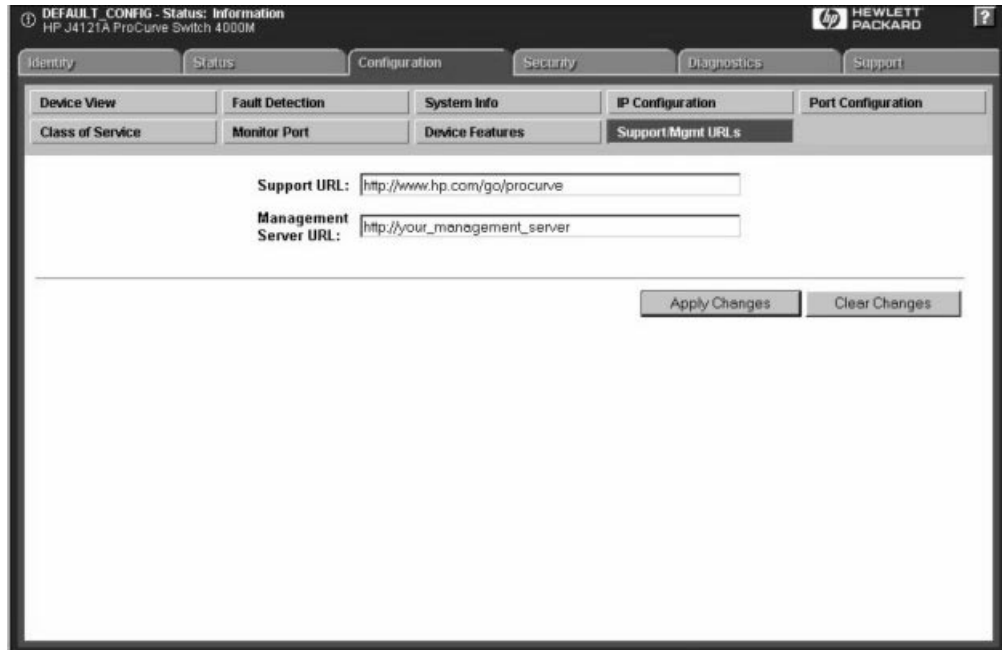 DEFAULT_CONFIG - Status: Information
HP J4121A ProCurve Switch 4000M
HEWLETT
PACKARD
?
Identity
Status
Configuration
Security
Diagnostics
Support
Device View
Fault Detection
System Info
IP Configuration
Port Configuration
Class of Service
Monitor Port
Device Features
Support/Mgmt URLs
Support URL:
http://www.hp.com/go/procurve
Management
Server URL:
http://your_management_server
Apply Changes
Clear Changes